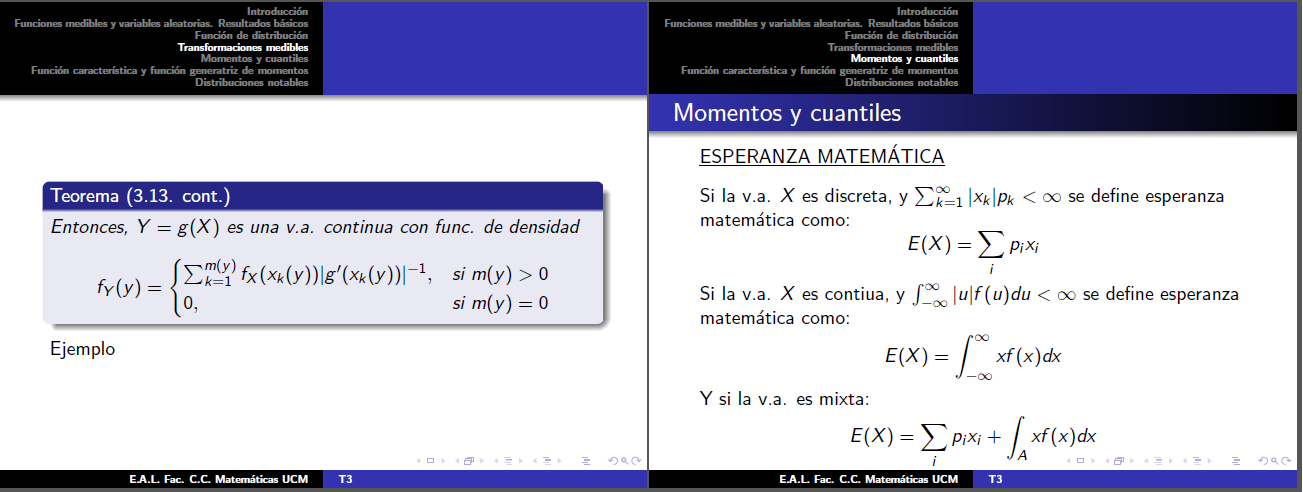 Introducción
Funciones medibles y variables aleatorias. Resultados básicos
Función de distribución
Transformaciones medibles
Momentos y cuantiles
Función característica y función generatriz de momentos
Distribuciones notables
Teorema (3.13. cont.)
Entonces, Y = g(X) es una v.a. continua con func. de densidad
f_Y(y) = { ∑_{k=1}^{m(y)} f_X(x_k(y))|g′(x_k(y))|^{−1}, si m(y) > 0
0, si m(y) = 0
Ejemplo
E.A.L. Fac. C.C. Matemáticas UCM T3
Introducción
Funciones medibles y variables aleatorias. Resultados básicos
Función de distribución
Transformaciones medibles
Momentos y cuantiles
Función característica y función generatriz de momentos
Distribuciones notables
Momentos y cuantiles
ESPERANZA MATEMÁTICA
Si la v.a. X es discreta, y ∑_{k=1}^{∞} |x_k|p_k < ∞ se define esperanza
matemática como:
E(X) = ∑_i p_i x_i
Si la v.a. X es contiua, y ∫_{−∞}^{∞} |u|f(u)du < ∞ se define esperanza
matemática como:
E(X) = ∫_{−∞}^{∞} xf(x)dx
Y si la v.a. es mixta:
E(X) = ∑_i p_i x_i + ∫_A xf(x)dx
E.A.L. Fac. C.C. Matemáticas UCM T3